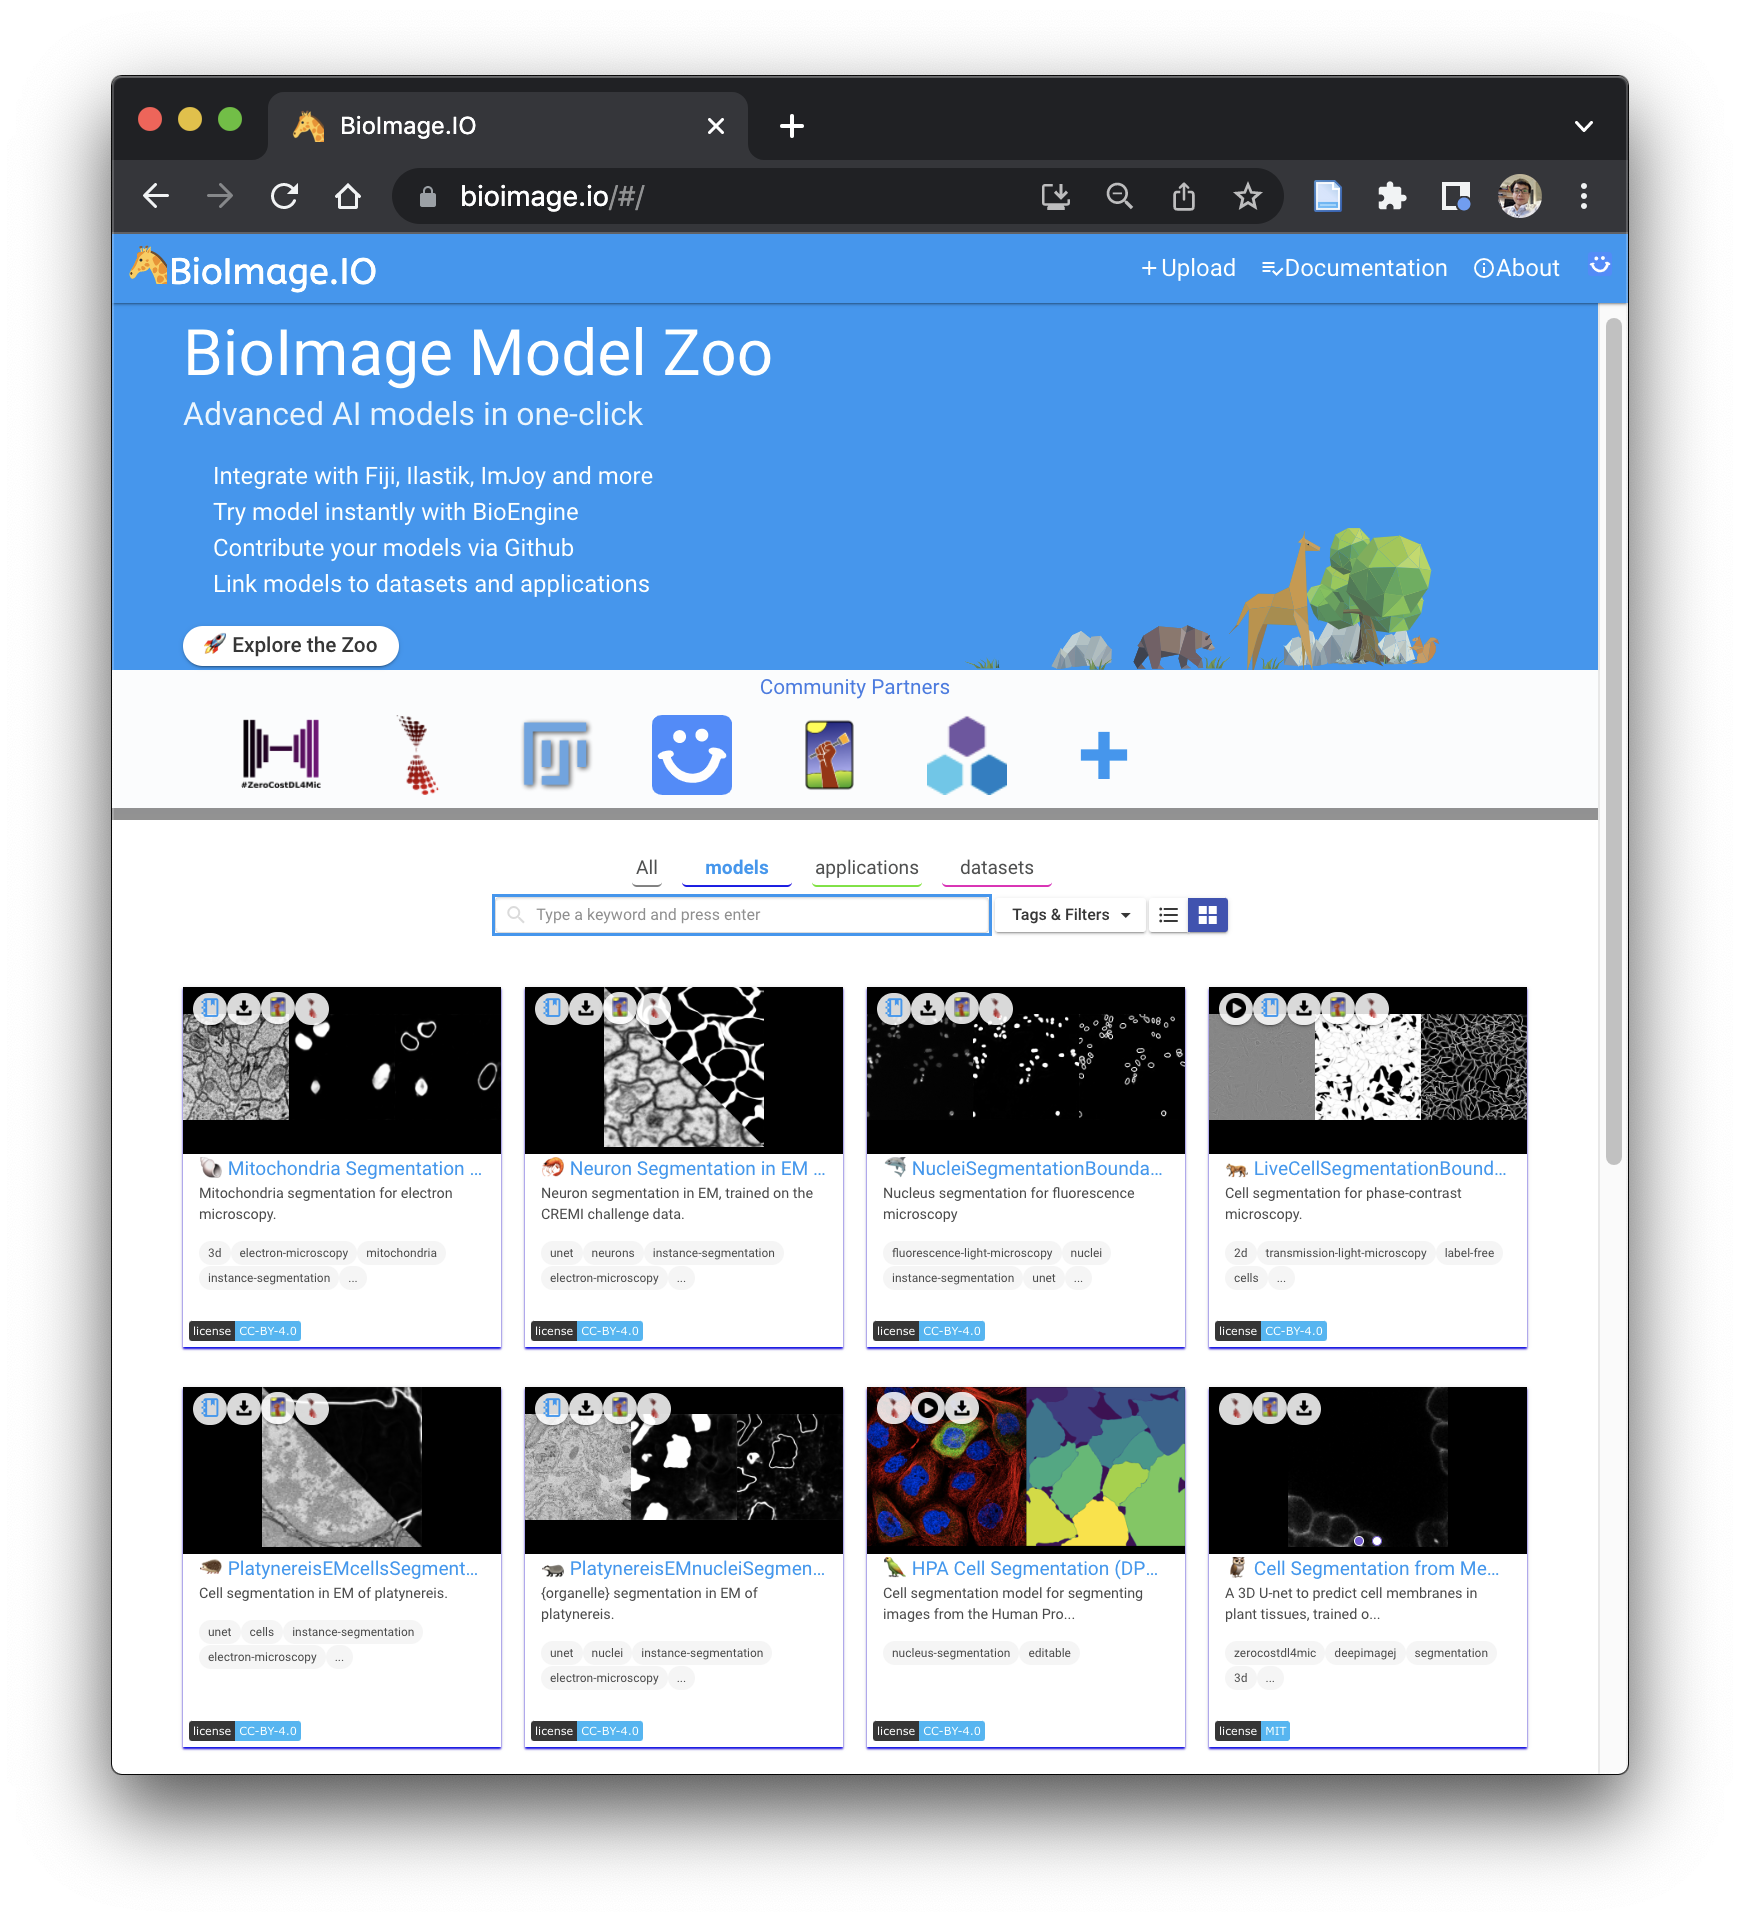 BioImage.IO
bioimage.io/#/
BioImage.IO
+ Upload
Documentation
About
BioImage Model Zoo
Advanced AI models in one-click
Integrate with Fiji, Ilastik, ImJoy and more
Try model instantly with BioEngine
Contribute your models via Github
Link models to datasets and applications
Explore the Zoo
Community Partners
#ZeroCostDL4Mic
All
models
applications
datasets
Type a keyword and press enter
Tags & Filters
Mitochondria Segmentation ...
Mitochondria segmentation for electron
microscopy.
3d electron-microscopy mitochondria
instance-segmentation ...
license CC-BY-4.0
Neuron Segmentation in EM ...
Neuron segmentation in EM, trained on the
CREMI challenge data.
unet neurons instance-segmentation
electron-microscopy ...
license CC-BY-4.0
NucleiSegmentationBounda...
Nucleus segmentation for fluorescence
microscopy
fluorescence-light-microscopy nuclei
instance-segmentation unet ...
license CC-BY-4.0
LiveCellSegmentationBound...
Cell segmentation for phase-contrast
microscopy.
2d transmission-light-microscopy label-free
cells ...
license CC-BY-4.0
PlatynereisEMcellsSegment...
Cell segmentation in EM of platynereis.
unet cells instance-segmentation
electron-microscopy ...
license CC-BY-4.0
PlatynereisEMnucleiSegmen...
{organelle} segmentation in EM of
platynereis.
unet nuclei instance-segmentation
electron-microscopy ...
license CC-BY-4.0
HPA Cell Segmentation (DP...
Cell segmentation model for segmenting
images from the Human Pro...
nucleus-segmentation editable
license CC-BY-4.0
Cell Segmentation from Me...
A 3D U-net to predict cell membranes in
plant tissues, trained o...
zerocostdl4mic deepimagej segmentation
3d ...
license MIT